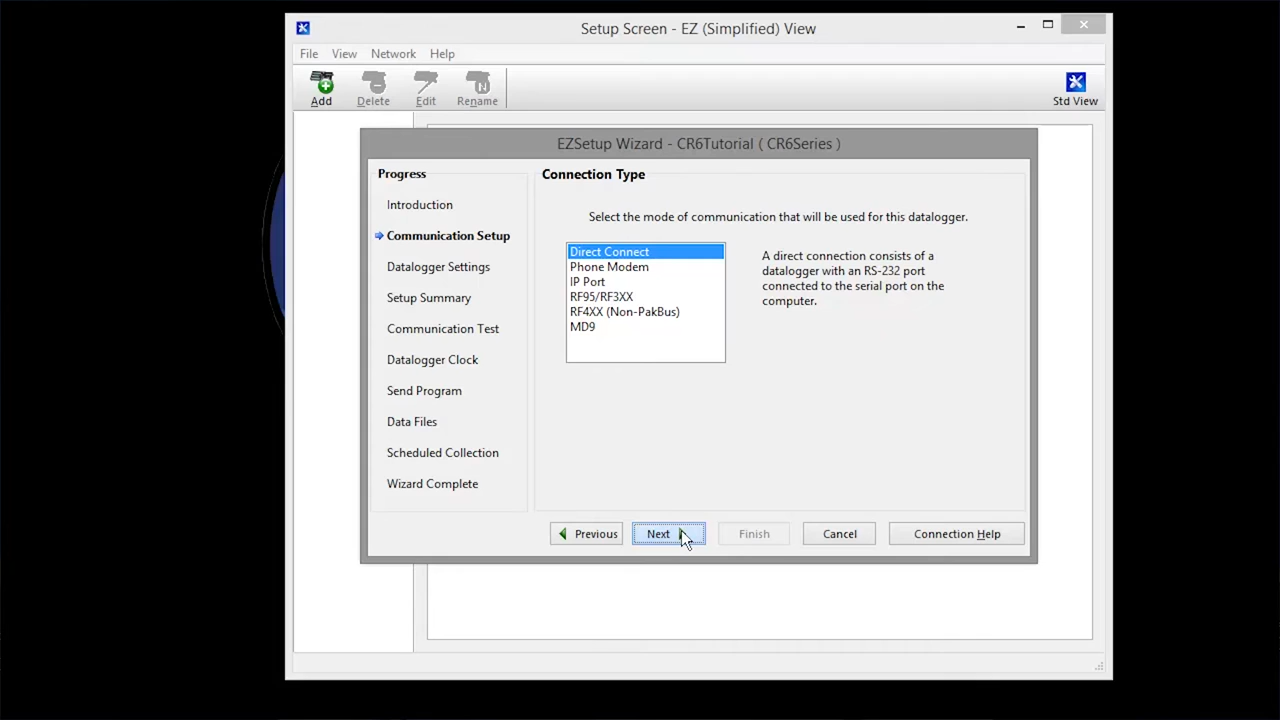 Setup Screen - EZ (Simplified) View
File View Network Help
Add Delete Edit Rename Std View
EZSetup Wizard - CR6Tutorial ( CR6Series )
Progress
Introduction
Communication Setup
Datalogger Settings
Setup Summary
Communication Test
Datalogger Clock
Send Program
Data Files
Scheduled Collection
Wizard Complete
Connection Type
Select the mode of communication that will be used for this datalogger.
Direct Connect
Phone Modem
IP Port
RF95/RF3XX
RF4XX (Non-PakBus)
MD9
A direct connection consists of a
datalogger with an RS-232 port
connected to the serial port on the
computer.
Previous Next Finish Cancel Connection Help